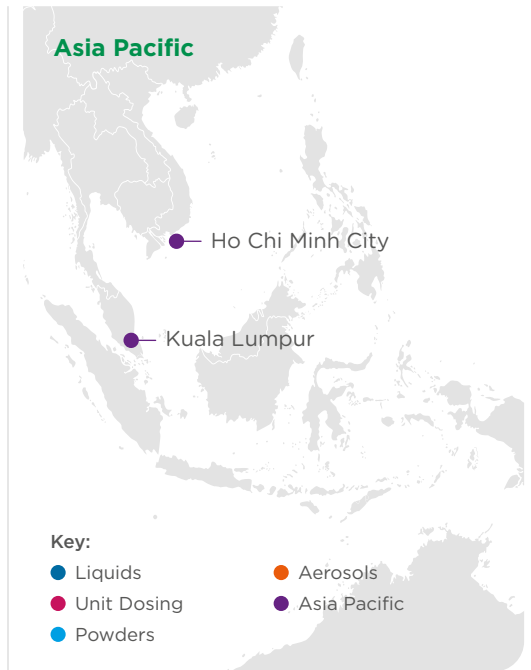 Asia Pacific
Ho Chi Minh City
Kuala Lumpur
Key:
Liquids
Unit Dosing
Powders
Aerosols
Asia Pacific